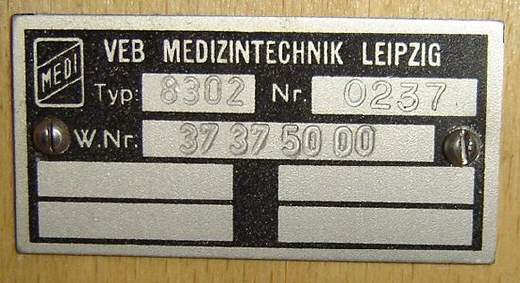 MEDI
VEB MEDIZINTECHNIK LEIPZIG
Typ 8302 Nr. 0237
W.Nr. 37 37 50 00